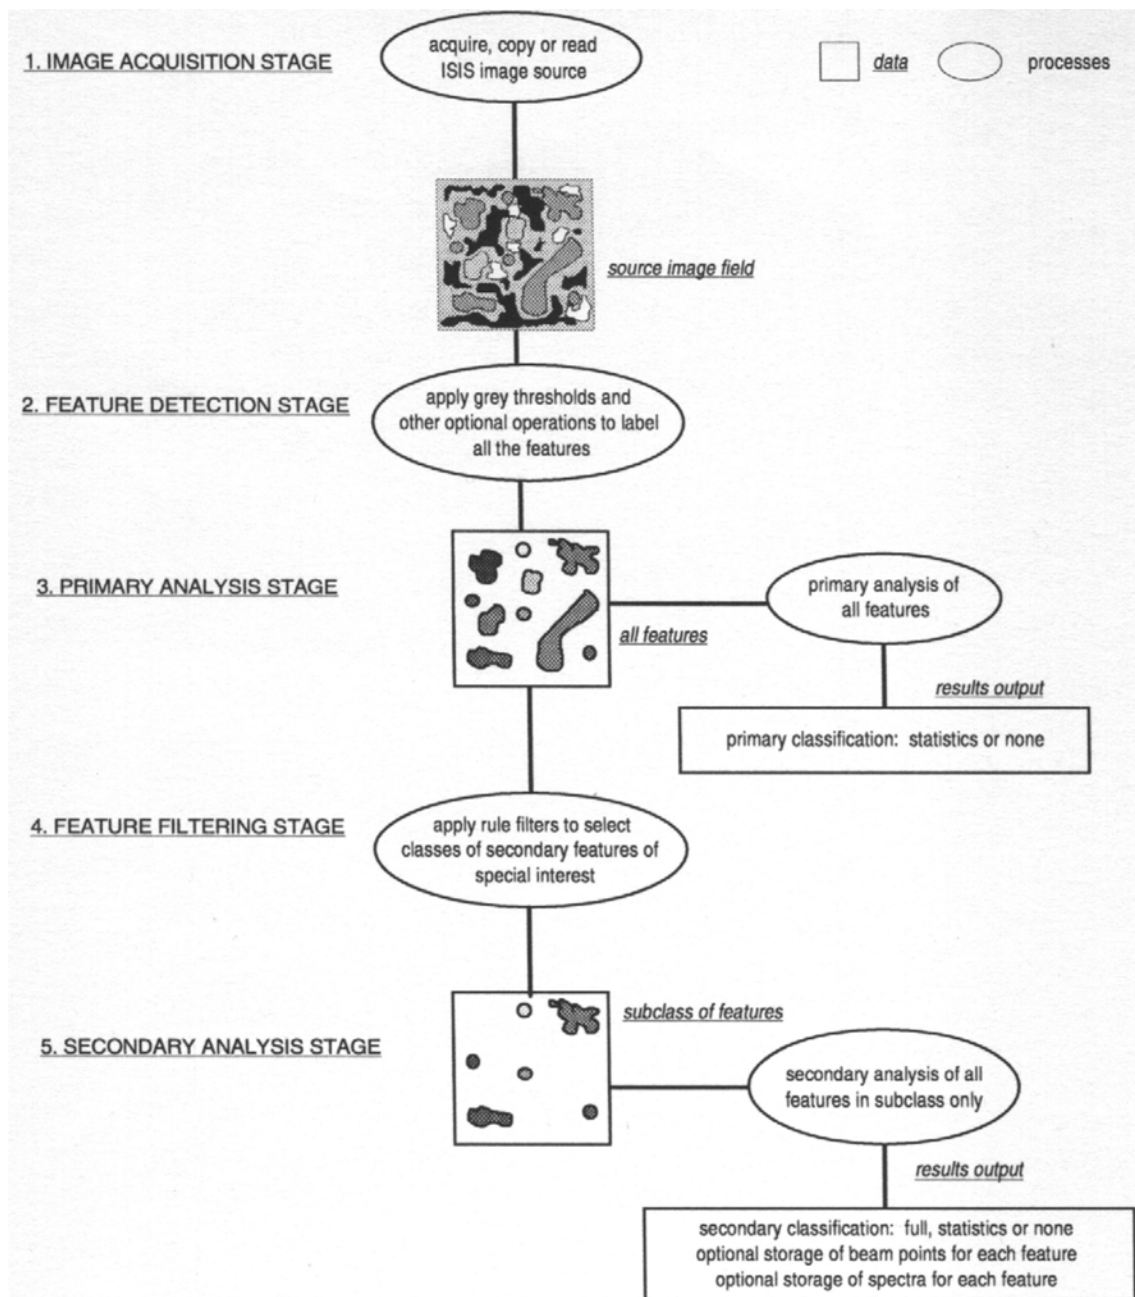 1. IMAGE ACQUISITION STAGE
acquire, copy or read
ISIS image source
data
processes
source image field
2. FEATURE DETECTION STAGE
apply grey thresholds and
other optional operations to label
all the features
3. PRIMARY ANALYSIS STAGE
all features
primary analysis of
all features
results output
primary classification: statistics or none
4. FEATURE FILTERING STAGE
apply rule filters to select
classes of secondary features of
special interest
5. SECONDARY ANALYSIS STAGE
subclass of features
secondary analysis of all
features in subclass only
results output
secondary classification: full, statistics or none
optional storage of beam points for each feature
optional storage of spectra for each feature